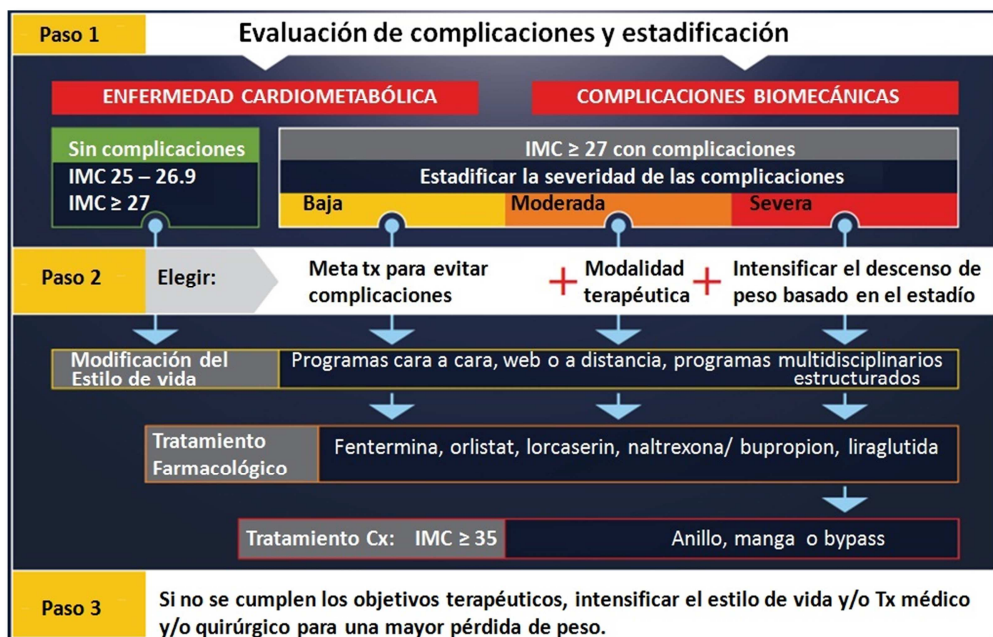 Paso 1
Evaluación de complicaciones y estadificación
ENFERMEDAD CARDIOMETABÓLICA
COMPLICACIONES BIOMECÁNICAS
Sin complicaciones
IMC 25 – 26.9
IMC ≥ 27
IMC ≥ 27 con complicaciones
Estadificar la severidad de las complicaciones
Baja
Moderada
Severa
Paso 2
Elegir:
Meta tx para evitar
complicaciones
+
Modalidad
terapéutica
+
Intensificar el descenso de
peso basado en el estadío
Modificación del
Estilo de vida
Programas cara a cara, web o a distancia, programas multidisciplinarios
estructurados
Tratamiento
Farmacológico
Fentermina, orlistat, lorcaserin, naltrexona/ bupropion, liraglutida
Tratamiento Cx: IMC ≥ 35
Anillo, manga o bypass
Paso 3
Si no se cumplen los objetivos terapéuticos, intensificar el estilo de vida y/o Tx médico
y/o quirúrgico para una mayor pérdida de peso.